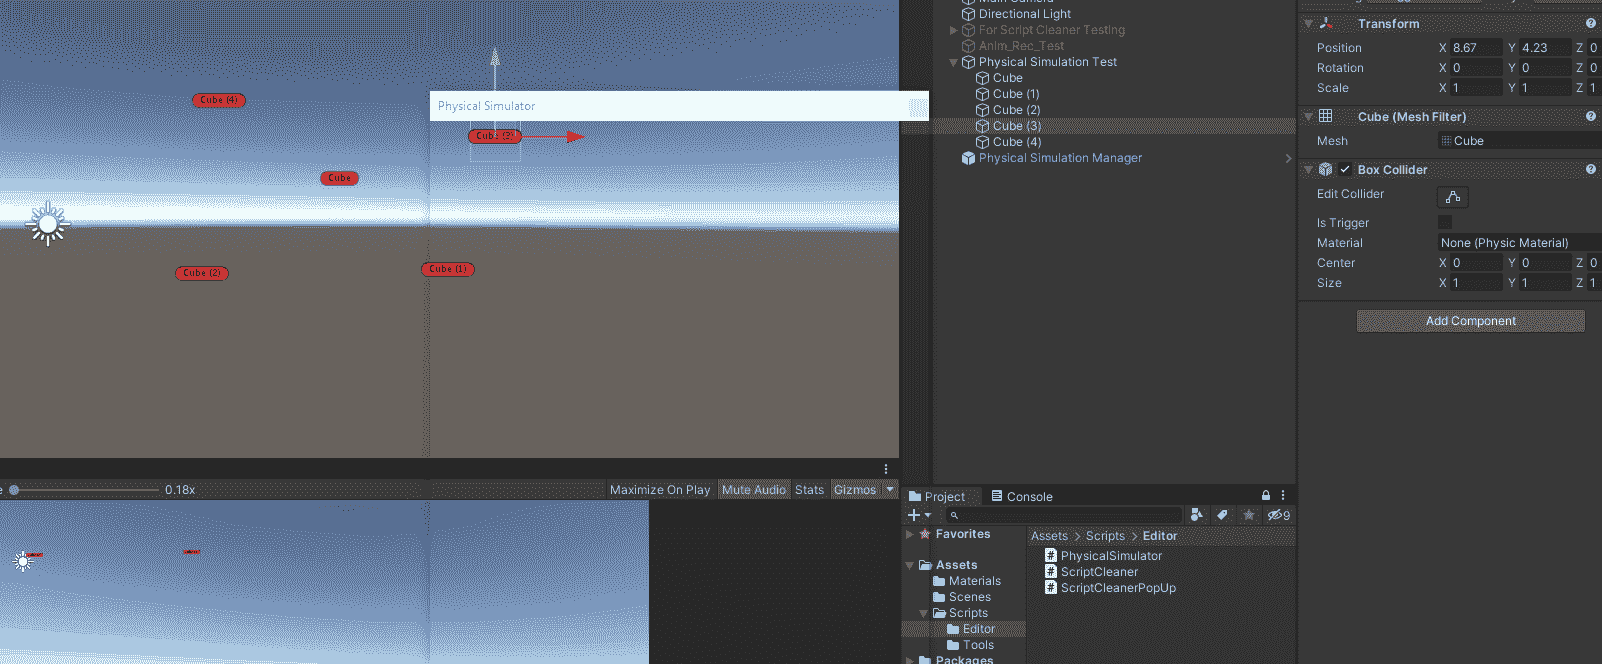 Main Camera
Directional Light
For Script Cleaner Testing
Anim_Rec_Test
Physical Simulation Test
Cube
Cube (1)
Cube (2)
Cube (3)
Cube (4)
Physical Simulation Manager
Cube (4)
Physical Simulator
Cube (3)
Cube
Cube (2)
Cube (1)
0.18x
Maximize On Play Mute Audio Stats Gizmos
Transform
Position X 8.67 Y 4.23 Z 0
Rotation X 0 Y 0 Z 0
Scale X 1 Y 1 Z 1
Cube (Mesh Filter)
Mesh Cube
Box Collider
Edit Collider
Is Trigger
Material None (Physic Material)
Center X 0 Y 0 Z 0
Size X 1 Y 1 Z 1
Add Component
Project Console
9
Favorites
Assets
Materials
Scenes
Scripts
Editor
Tools
Packages
Assets > Scripts > Editor
PhysicalSimulator
ScriptCleaner
ScriptCleanerPopUp